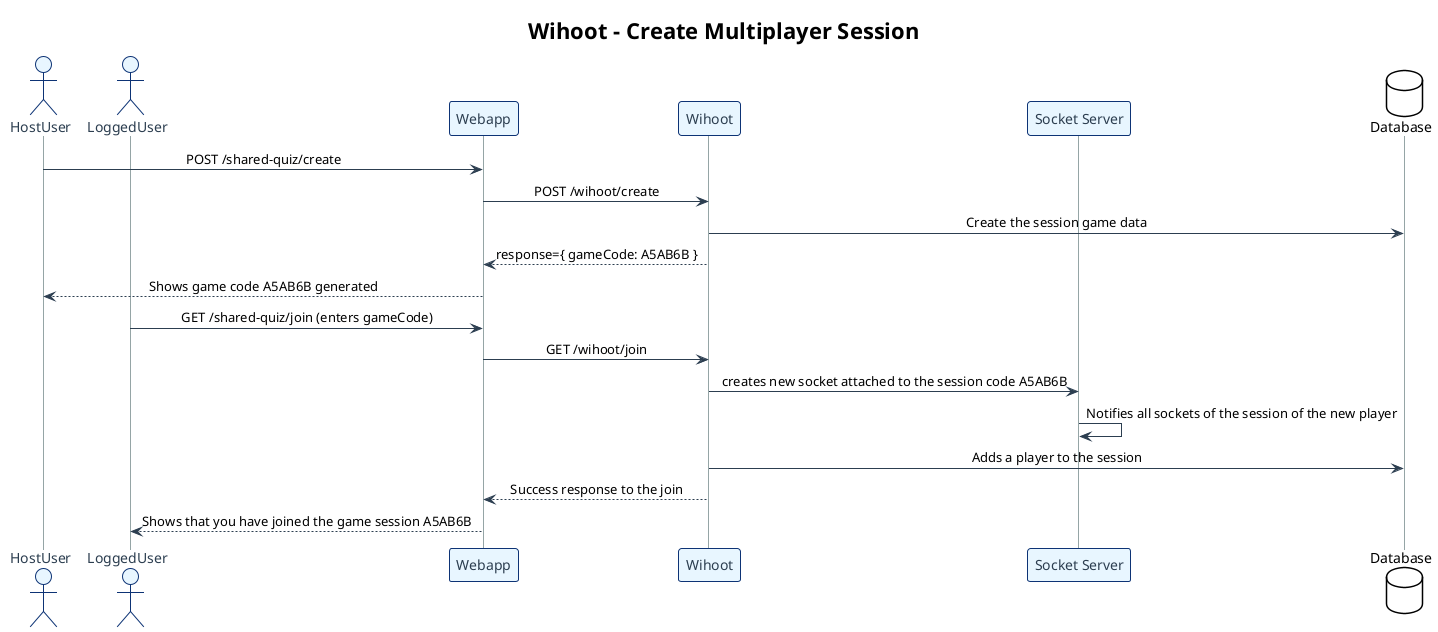 Wihoot - Create Multiplayer Session
HostUser
LoggedUser
Webapp
Wihoot
Socket Server
Database
POST /shared-quiz/create
POST /wihoot/create
Create the session game data
response={ gameCode: A5AB6B }
Shows game code A5AB6B generated
GET /shared-quiz/join (enters gameCode)
GET /wihoot/join
creates new socket attached to the session code A5AB6B
Notifies all sockets of the session of the new player
Adds a player to the session
Success response to the join
Shows that you have joined the game session A5AB6B
HostUser
LoggedUser
Webapp
Wihoot
Socket Server
Database